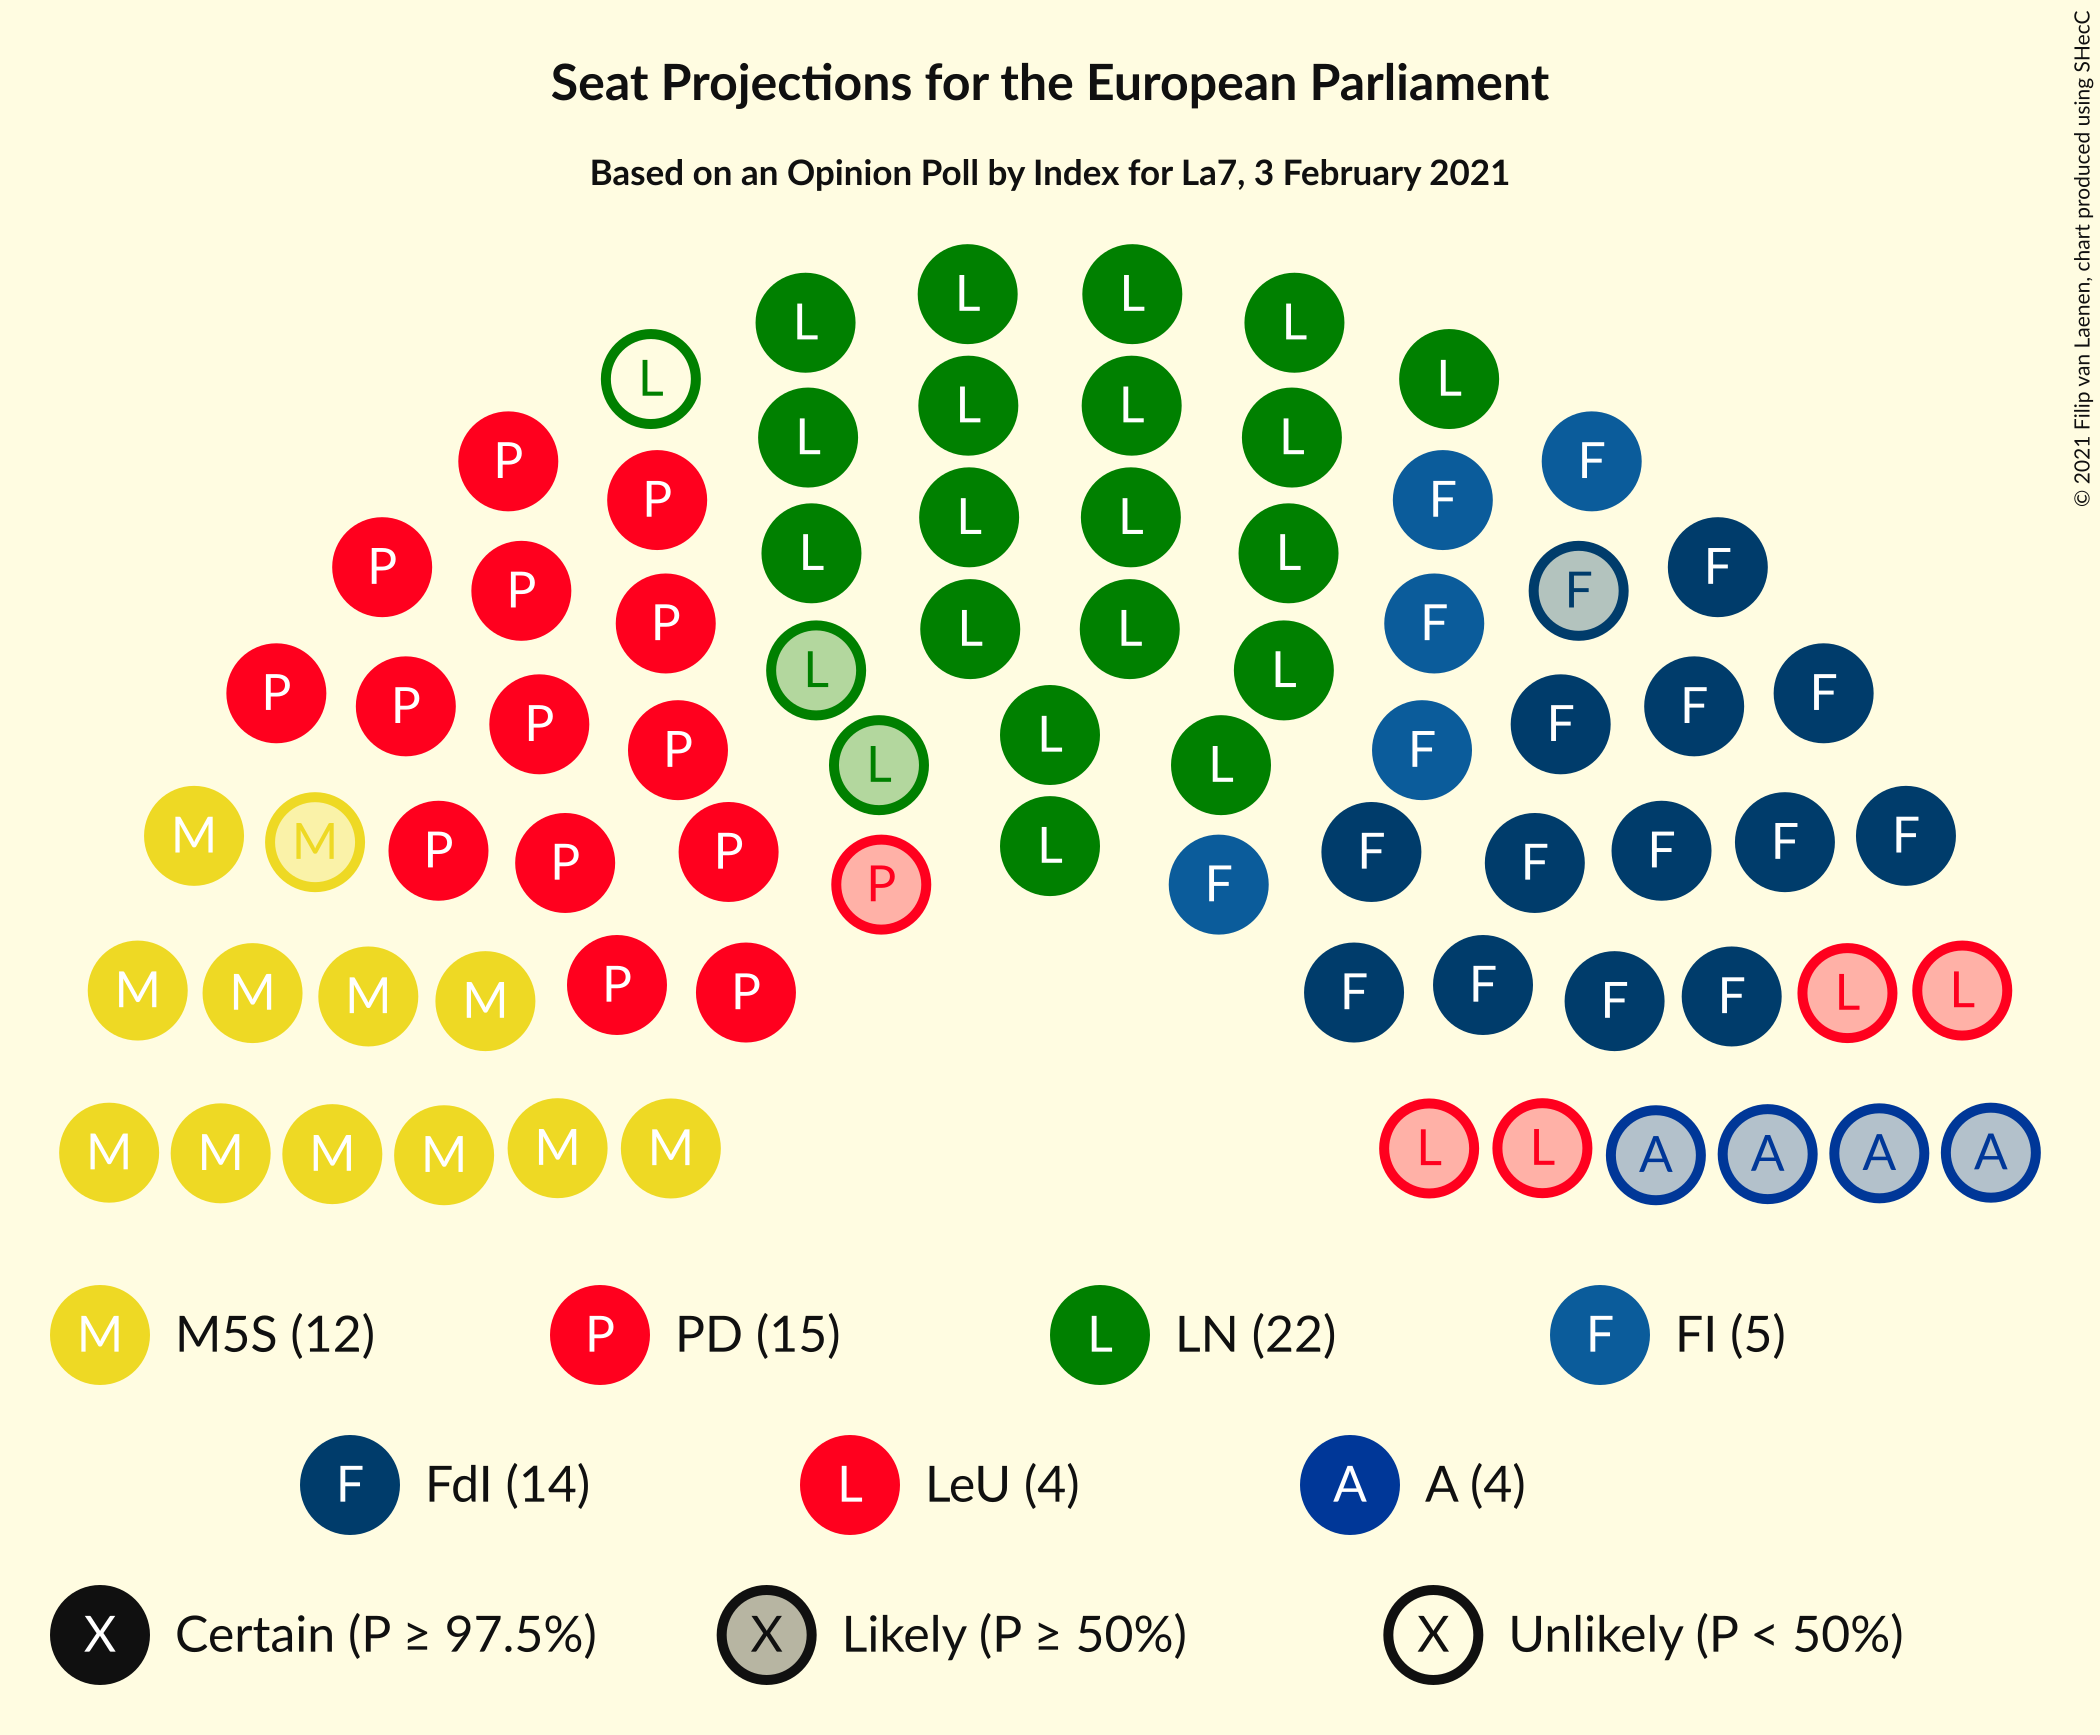 Seat Projections for the European Parliament
Based on an Opinion Poll by Index for La7, 3 February 2021
© 2021 Filip van Laenen, chart produced using SHecC
L L
L L
L L
L L
L L
F F
P L L
P F
L L
F F
P P
L L
P F
L L
P F
L L
P F
P P F F
L
P F
P F
L L
M F
M F
P F
L
P F
P F
P F
M L
M L
M F
M F
P F
P F
M M M M M M L L A A A A
M M5S (12) P PD (15) L LN (22) F FI (5)
F FdI (14) L LeU (4) A A (4)
X Certain (P ≥ 97.5%) X Likely (P ≥ 50%) X Unlikely (P < 50%)